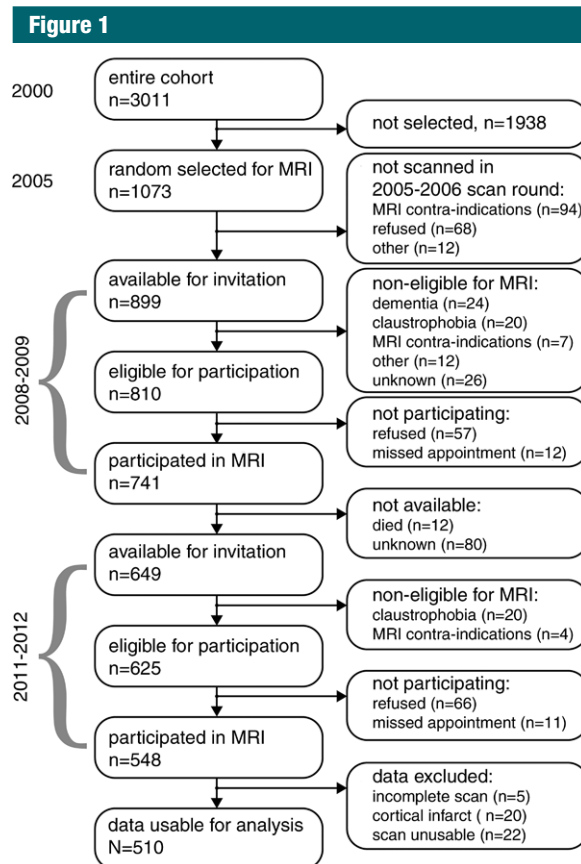 Figure 1
2000
entire cohort
n=3011
not selected, n=1938
2005
random selected for MRI
n=1073
not scanned in
2005-2006 scan round:
MRI contra-indications (n=94)
refused (n=68)
other (n=12)
2008-2009
available for invitation
n=899
non-eligible for MRI:
dementia (n=24)
claustrophobia (n=20)
MRI contra-indications (n=7)
other (n=12)
unknown (n=26)
eligible for participation
n=810
not participating:
refused (n=57)
missed appointment (n=12)
participated in MRI
n=741
not available:
died (n=12)
unknown (n=80)
2011-2012
available for invitation
n=649
non-eligible for MRI:
claustrophobia (n=20)
MRI contra-indications (n=4)
eligible for participation
n=625
not participating:
refused (n=66)
missed appointment (n=11)
participated in MRI
n=548
data excluded:
incomplete scan (n=5)
cortical infarct ( n=20)
scan unusable (n=22)
data usable for analysis
N=510